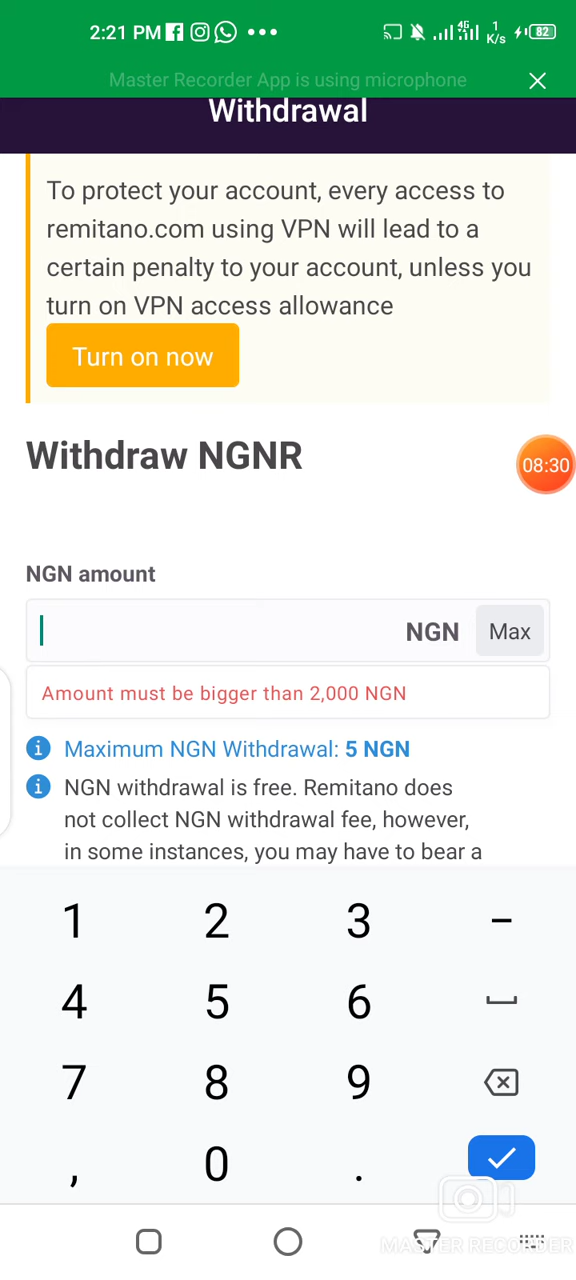 2:21 PM
4G 1 K/s 82
Master Recorder App is using microphone
Withdrawal
To protect your account, every access to
remitano.com using VPN will lead to a
certain penalty to your account, unless you
turn on VPN access allowance
Turn on now
Withdraw NGNR
08:30
NGN amount
NGN Max
Amount must be bigger than 2,000 NGN
Maximum NGN Withdrawal: 5 NGN
NGN withdrawal is free. Remitano does
not collect NGN withdrawal fee, however,
in some instances, you may have to bear a
1 2 3 −
4 5 6
7 8 9
, 0 .
MASTER RECORDER